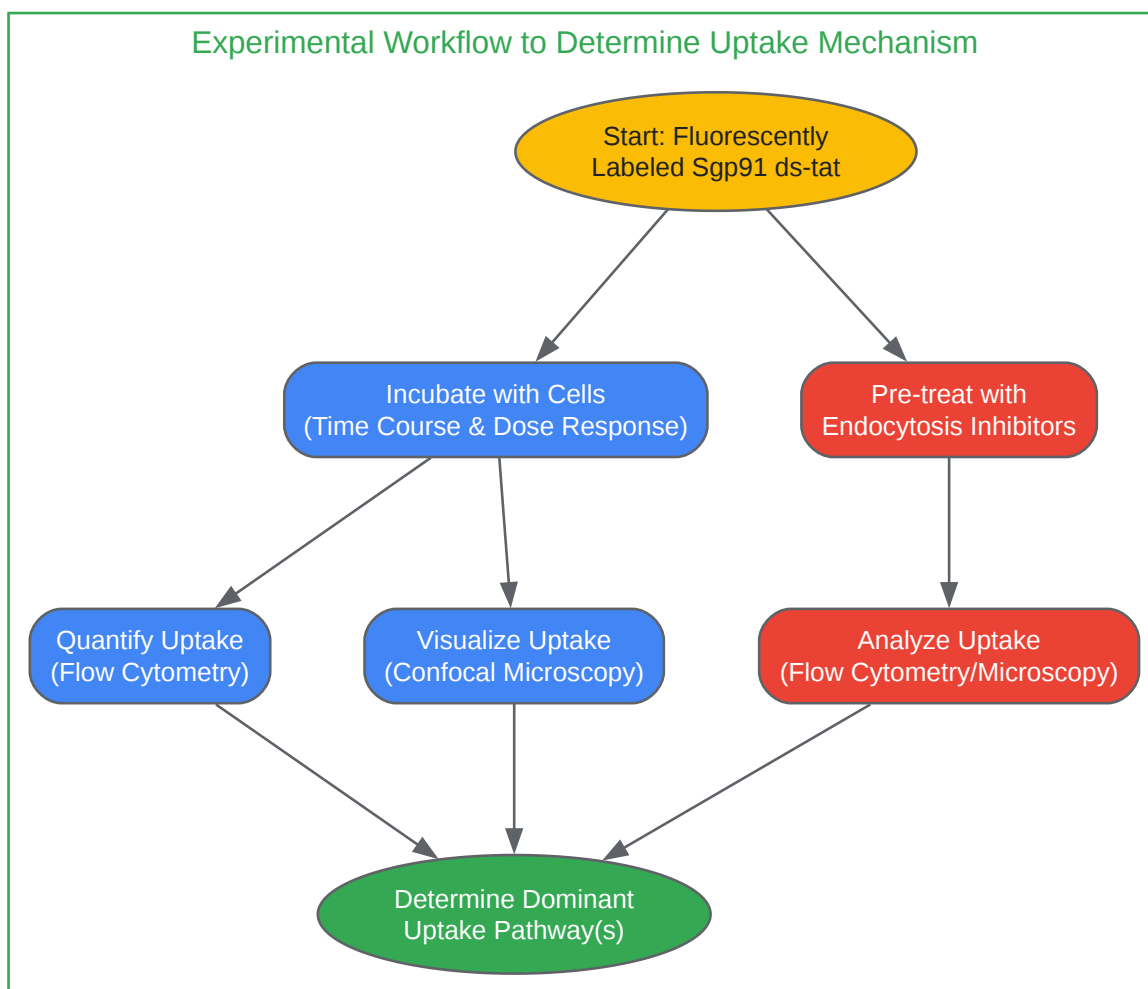 Experimental Workflow to Determine Uptake Mechanism
Start: Fluorescently
Labeled Sgp91 ds-tat
Incubate with Cells
(Time Course & Dose Response)
Pre-treat with
Endocytosis Inhibitors
Quantify Uptake
(Flow Cytometry)
Visualize Uptake
(Confocal Microscopy)
Analyze Uptake
(Flow Cytometry/Microscopy)
Determine Dominant
Uptake Pathway(s)